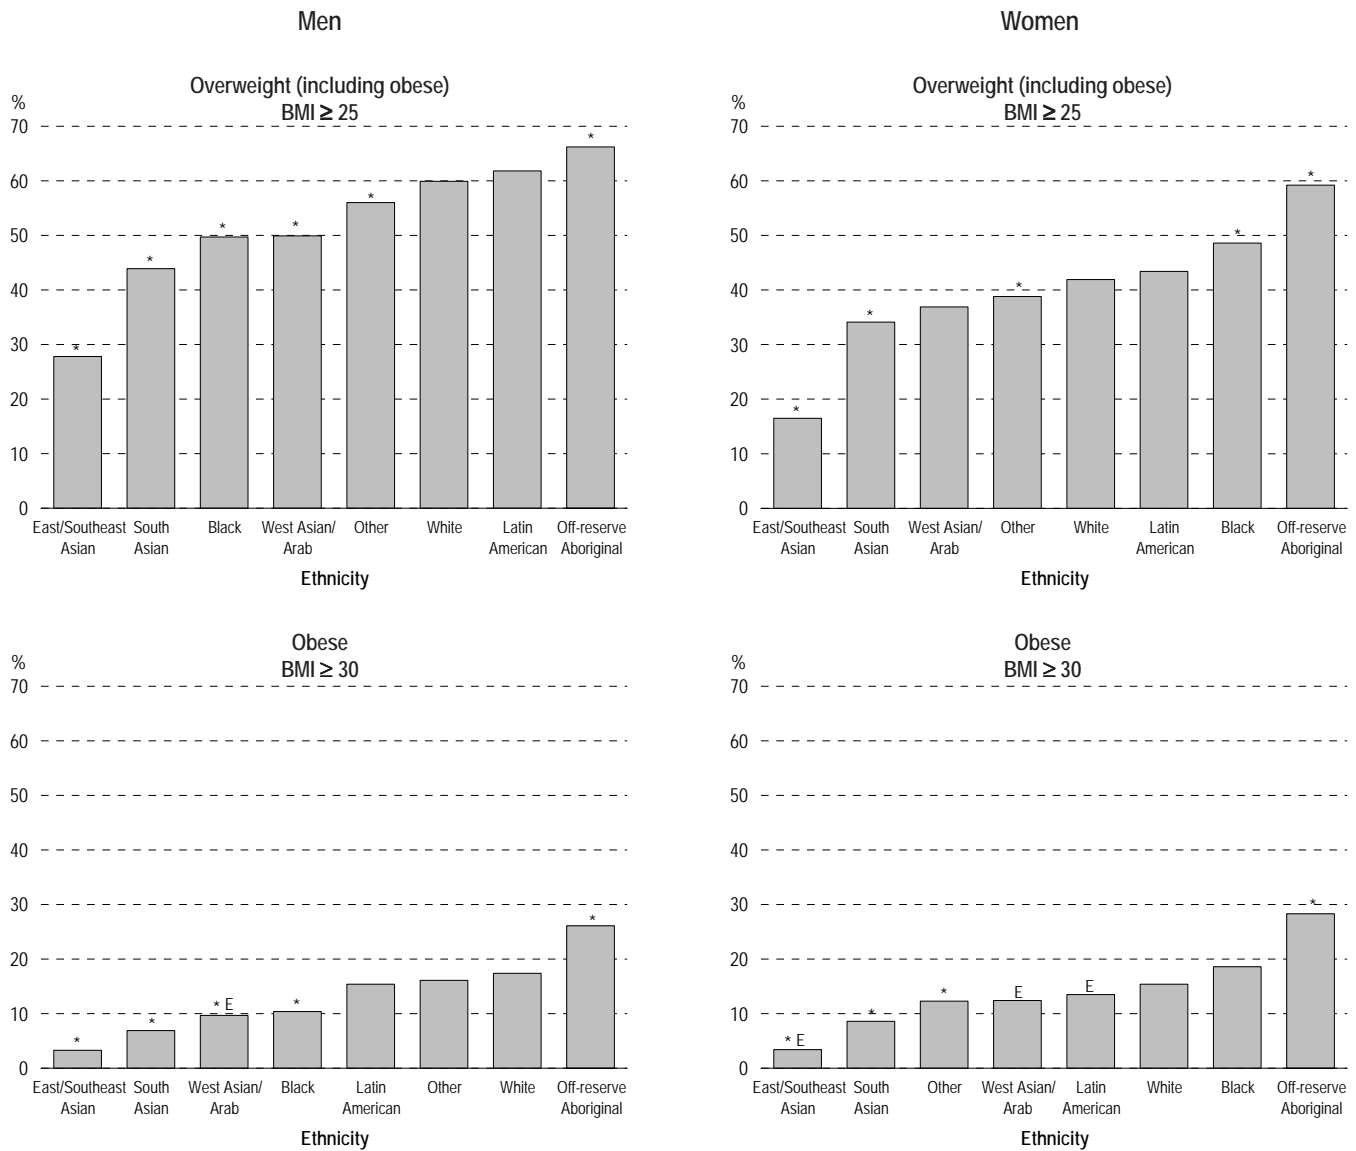 Men
Overweight (including obese)
BMI ≥ 25
%
70
*
60
*
50
*
*
*
40
30
*
20
10
0
East/Southeast South Black West Asian/ Other White Latin Off-reserve
Asian Asian Arab American Aboriginal
Ethnicity
Women
Overweight (including obese)
BMI ≥ 25
%
70
60
*
50
*
40
*
*
30
20
*
10
0
East/Southeast South West Asian/ Other White Latin Black Off-reserve
Asian Asian Arab American Aboriginal
Ethnicity
Obese
BMI ≥ 30
%
70
60
50
40
30
*
20
10
* E
*
*
*
0
East/Southeast South West Asian/ Black Latin Other White Off-reserve
Asian Asian Arab American Aboriginal
Ethnicity
Obese
BMI ≥ 30
%
70
60
50
40
30
*
20
*
E
E
10
*
* E
0
East/Southeast South Other West Asian/ Latin White Black Off-reserve
Asian Asian Arab American Aboriginal
Ethnicity